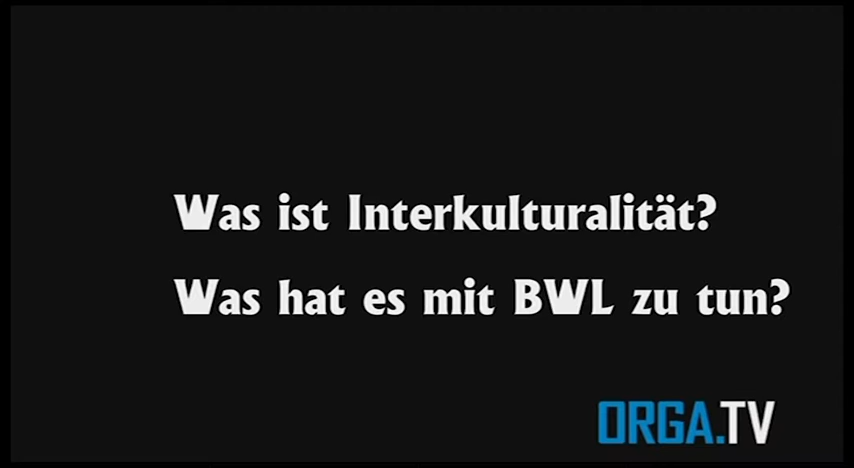 Was ist Interkulturalität?
Was hat es mit BWL zu tun?
ORGA.TV